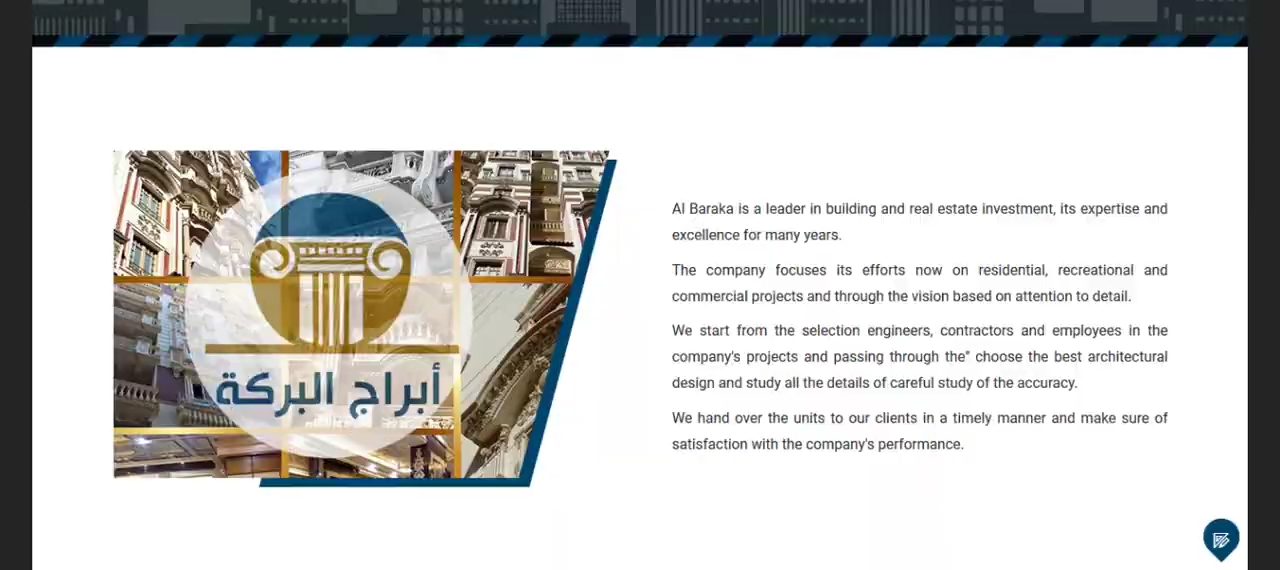 أبراج البركة
Al Baraka is a leader in building and real estate investment, its expertise and
excellence for many years.
The company focuses its efforts now on residential, recreational and
commercial projects and through the vision based on attention to detail.
We start from the selection engineers, contractors and employees in the
company's projects and passing through the" choose the best architectural
design and study all the details of careful study of the accuracy.
We hand over the units to our clients in a timely manner and make sure of
satisfaction with the company's performance.